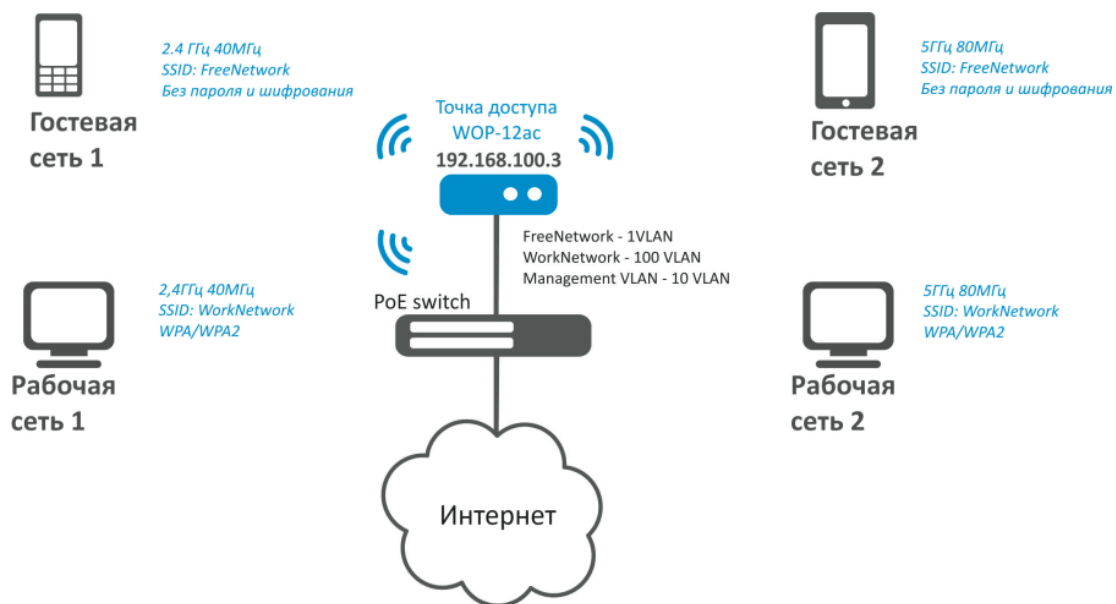 2.4 ГГц 40МГц
SSID: FreeNetwork
Без пароля и шифрования
Гостевая
сеть 1
Точка доступа
WOP-12ac
192.168.100.3
5ГГц 80МГц
SSID: FreeNetwork
Без пароля и шифрования
Гостевая
сеть 2
FreeNetwork - 1VLAN
WorkNetwork - 100 VLAN
Management VLAN - 10 VLAN
2,4ГГц 40МГц
SSID: WorkNetwork
WPA/WPA2
Рабочая
сеть 1
PoE switch
5ГГц 80МГц
SSID: WorkNetwork
WPA/WPA2
Рабочая
сеть 2
Интернет